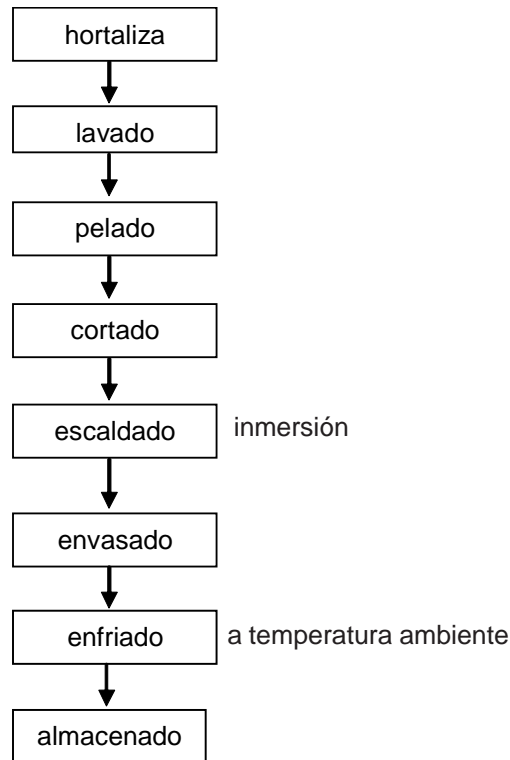 hortaliza
lavado
pelado
cortado
escaldado inmersión
envasado
enfriado a temperatura ambiente
almacenado